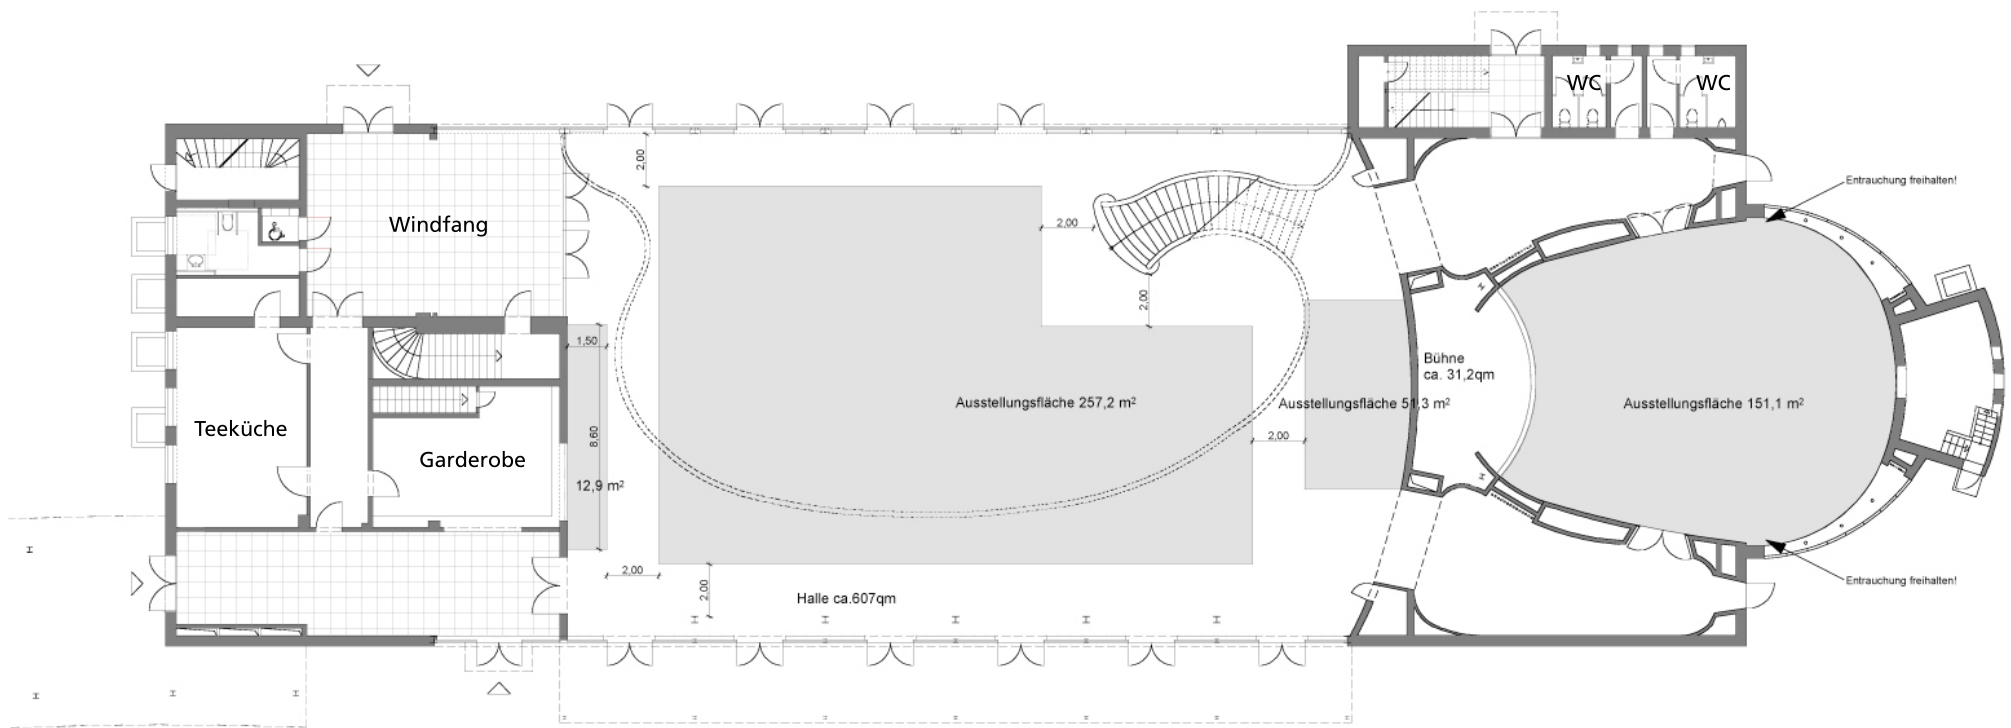 WC
WC
Entrauchung freihalten!
2,00
Windfang
2,00
2,00
1,50
Bühne
ca. 31,2qm
Ausstellungsfläche 257,2 m²
Ausstellungsfläche 51,3 m²
Ausstellungsfläche 151,1 m²
Teeküche
8,60
2,00
Garderobe
12,9 m²
2,00
2,00
Halle ca.607qm
Entrauchung freihalten!